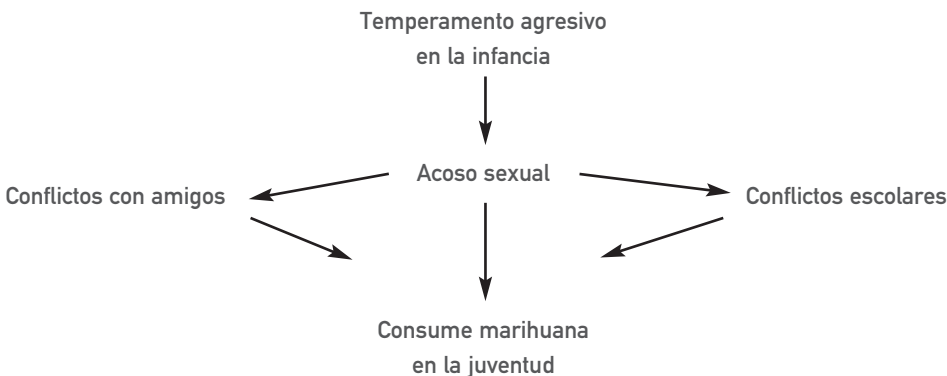 Temperamento agresivo
en la infancia
Acoso sexual
Conflictos con amigos
Conflictos escolares
Consume marihuana
en la juventud